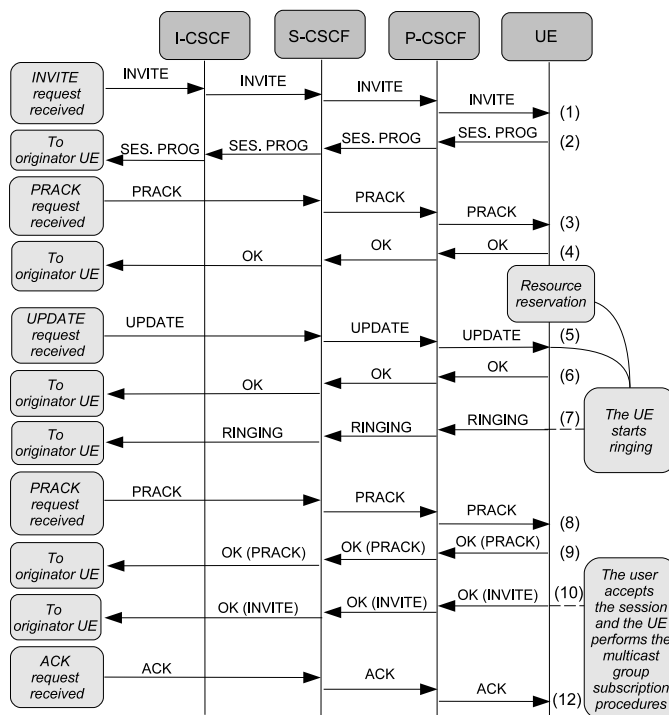 I-CSCF
S-CSCF
P-CSCF
UE
INVITE
request
received
INVITE
INVITE
INVITE
INVITE
(1)
To
originator UE
SES. PROG
SES. PROG
SES. PROG
SES. PROG
(2)
PRACK
request
received
PRACK
PRACK
PRACK
(3)
To
originator UE
OK
OK
OK
(4)
Resource
reservation
UPDATE
request
received
UPDATE
UPDATE
UPDATE
(5)
To
originator UE
OK
OK
OK
(6)
To
originator UE
RINGING
RINGING
RINGING
(7)
The UE
starts
ringing
PRACK
request
received
PRACK
PRACK
PRACK
(8)
To
originator UE
OK (PRACK)
OK (PRACK)
OK (PRACK)
(9)
To
originator UE
OK (INVITE)
OK (INVITE)
OK (INVITE)
(10)
The user
accepts
the session
and the UE
performs the
multicast
group
subscription
procedures
ACK
request
received
ACK
ACK
ACK
(12)